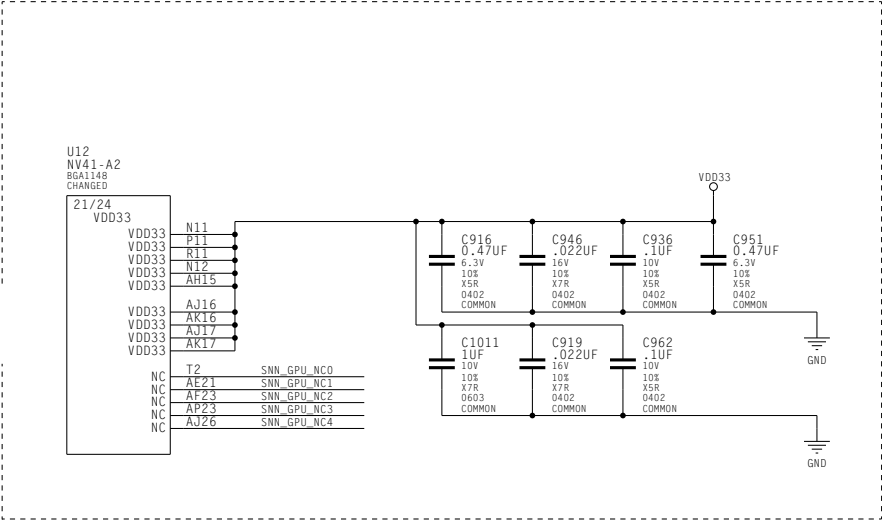 U12
NV41-A2
BGA1148
CHANGED
21/24
VDD33
VDD33 N11
VDD33 P11
VDD33 R11
VDD33 N12
VDD33 AH15
VDD33 AJ16
VDD33 AK16
VDD33 AJ17
VDD33 AK17
NC T2 SNN_GPU_NC0
NC AE21 SNN_GPU_NC1
NC AF23 SNN_GPU_NC2
NC AP23 SNN_GPU_NC3
NC AJ26 SNN_GPU_NC4
VDD33
C916
0.47UF
6.3V
10%
X5R
0402
COMMON
C946
.022UF
16V
10%
X7R
0402
COMMON
C936
.1UF
10V
10%
X5R
0402
COMMON
C951
0.47UF
6.3V
10%
X5R
0402
COMMON
GND
C1011
1UF
10V
10%
X7R
0603
COMMON
C919
.022UF
16V
10%
X7R
0402
COMMON
C962
.1UF
10V
10%
X5R
0402
COMMON
GND